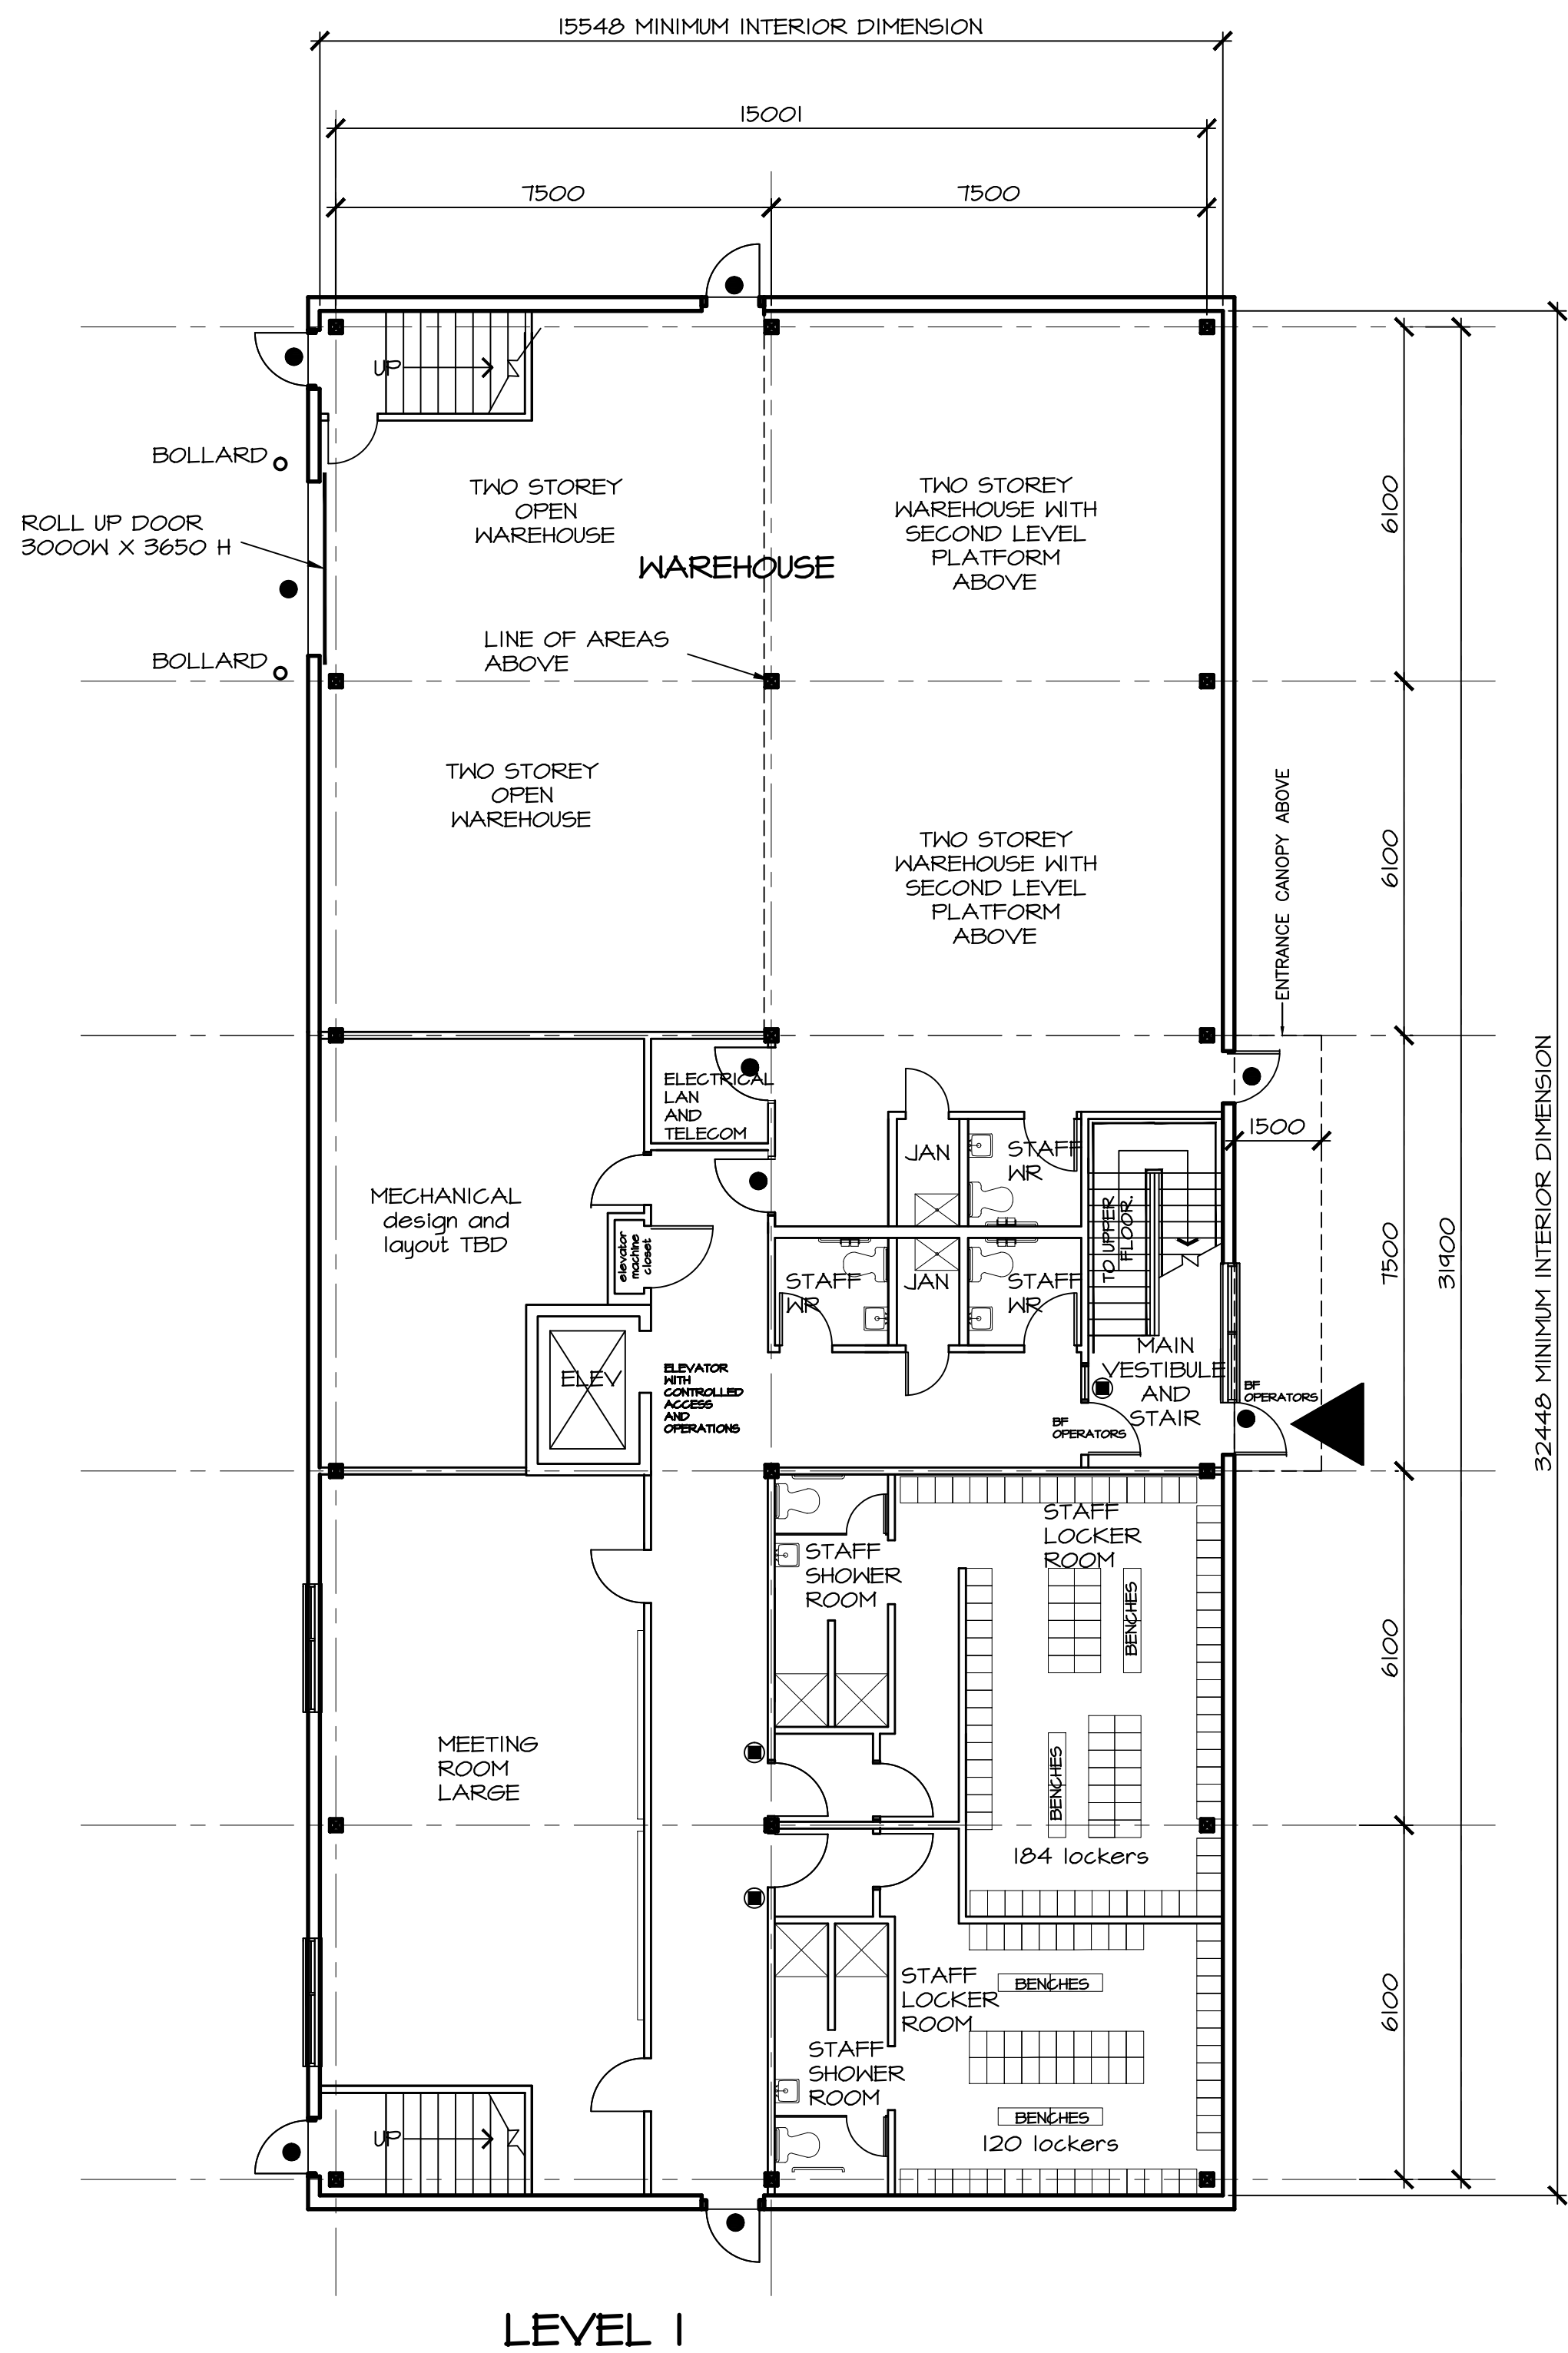 15548 MINIMUM INTERIOR DIMENSION
15001
7500
7500
UP
BOLLARD
ROLL UP DOOR
3000W X 3650 H
BOLLARD
TWO STOREY
OPEN
WAREHOUSE
TWO STOREY
WAREHOUSE WITH
SECOND LEVEL
PLATFORM
ABOVE
WAREHOUSE
LINE OF AREAS
ABOVE
TWO STOREY
OPEN
WAREHOUSE
TWO STOREY
WAREHOUSE WITH
SECOND LEVEL
PLATFORM
ABOVE
6100
6100
ENTRANCE CANOPY ABOVE
ELECTRICAL
LAN
AND
TELECOM
MECHANICAL
design and
layout TBD
elevator
machine
closet
ELEV
ELEVATOR
WITH
CONTROLLED
ACCESS
AND
OPERATIONS
JAN
STAFF
WR
STAFF
WR
JAN
STAFF
WR
TO UPPER
FLOOR.
1500
MAIN
VESTIBULE
AND
STAIR
BF
OPERATORS
BF
OPERATORS
7500
31900
32448 MINIMUM INTERIOR DIMENSION
STAFF
LOCKER
ROOM
STAFF
SHOWER
ROOM
BENCHES
BENCHES
184 lockers
6100
MEETING
ROOM
LARGE
STAFF
LOCKER
ROOM
BENCHES
STAFF
SHOWER
ROOM
BENCHES
120 lockers
6100
UP
LEVEL 1